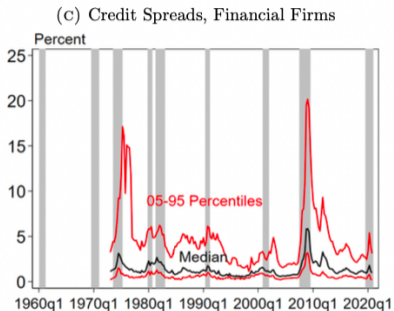 (C) Credit Spreads, Financial Firms
Percent
25
20
15
10
5
0
05-95 Percentiles
Median
1960q1 1970q1 1980q1 1990q1 2000q1 2010q1 2020q1